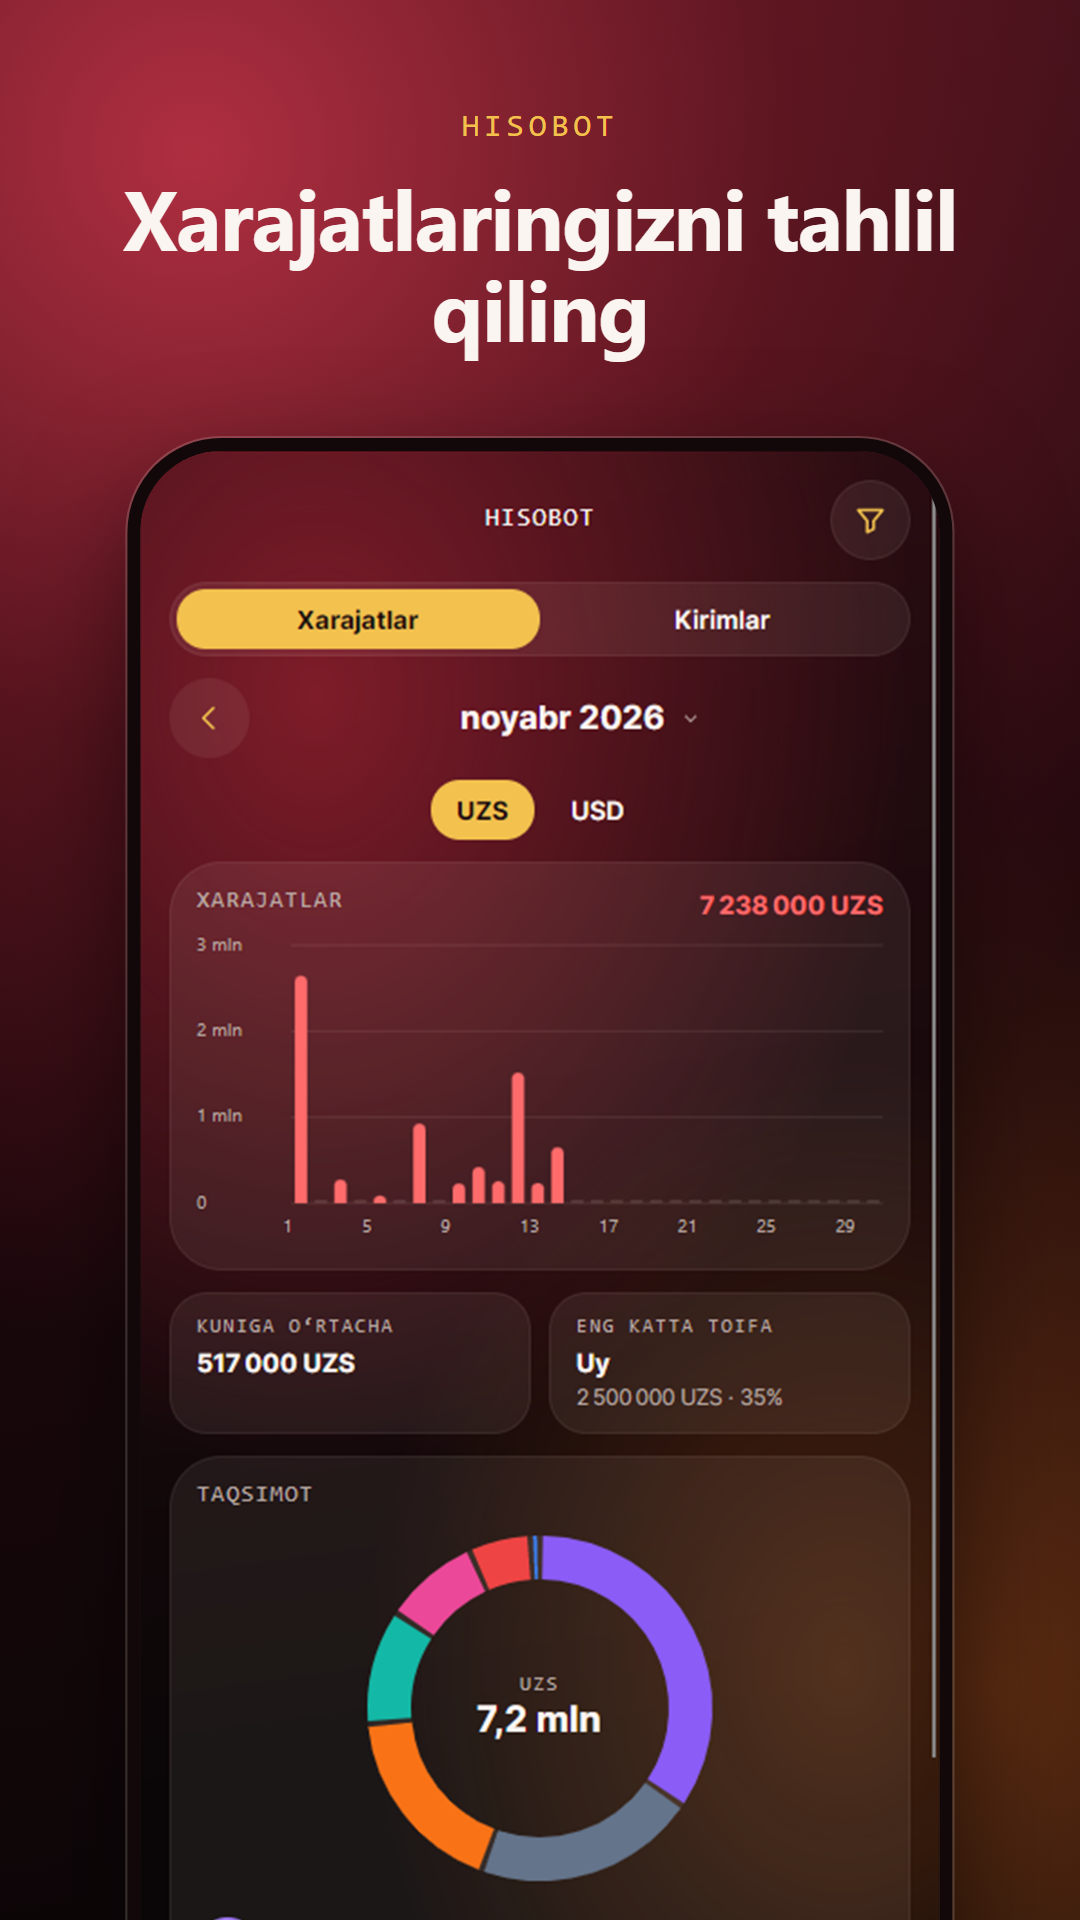 HISOBOT
Xarajatlaringizni tahlil
qiling
HISOBOT
Xarajatlar
Kirimlar
noyabr 2026
UZS
USD
XARAJATLAR
7 238 000 UZS
3 mln
2 mln
1 mln
0
1 5 9 13 17 21 25 29
KUNIGA OʻRTACHA
517 000 UZS
ENG KATTA TOIFA
Uy
2 500 000 UZS · 35%
TAQSIMOT
UZS
7,2 mln